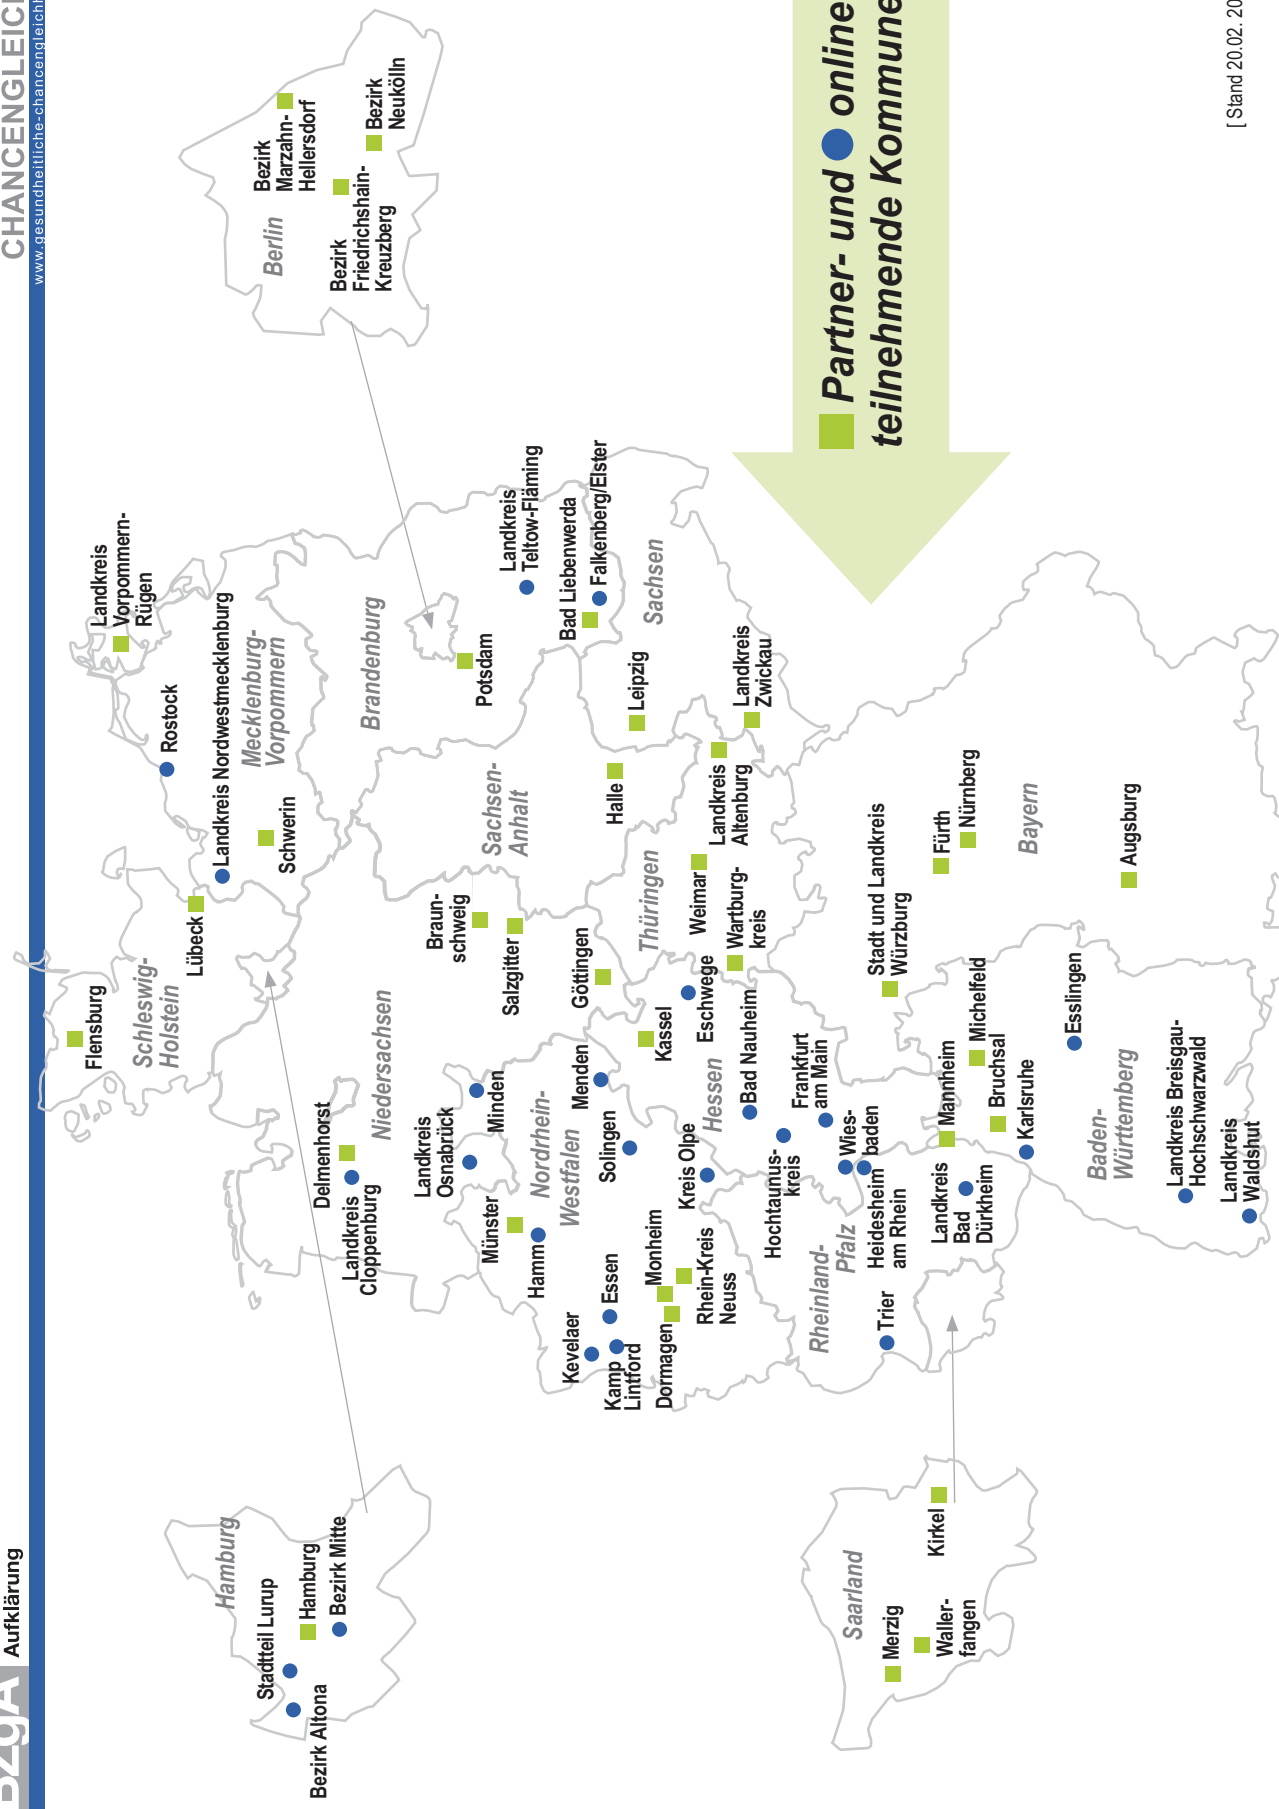 BZgA
Aufklärung
CHANCENGLEICH
www.gesundheitliche-chancengleichh
Hamburg
Stadtteil Lurup
Hamburg
Bezirk Mitte
Bezirk Altona
Flensburg
Schleswig-
Holstein
Lübeck
Landkreis
Vorpommern-
Rügen
Rostock
Landkreis Nordwestmecklenburg
Mecklenburg-
Vorpommern
Schwerin
Berlin
Bezirk
Marzahn-
Hellersdorf
Bezirk
Friedrichshain-
Kreuzberg
Bezirk
Neukölln
Delmenhorst
Landkreis
Cloppenburg
Niedersachsen
Landkreis
Osnabrück
Minden
Braun-
schweig
Salzgitter
Göttingen
Brandenburg
Potsdam
Landkreis
Teltow-Fläming
Bad Liebenwerda
Falkenberg/Elster
Sachsen-
Anhalt
Halle
Sachsen
Leipzig
Landkreis
Zwickau
Münster
Hamm
Nordrhein-
Westfalen
Menden
Solingen
Kevelaer
Essen
Kamp
Lintford
Monheim
Dormagen
Rhein-Kreis
Neuss
Kreis Olpe
Kassel
Eschwege
Hessen
Bad Nauheim
Hochtaunus-
kreis
Frankfurt
am Main
Wies-
baden
Thüringen
Weimar
Wartburg-
kreis
Landkreis
Altenburg
Rheinland-
Pfalz
Heidesheim
am Rhein
Trier
Landkreis
Bad
Dürkheim
Saarland
Merzig
Waller-
fangen
Kirkel
Mannheim
Michelfeld
Bruchsal
Karlsruhe
Esslingen
Baden-
Württemberg
Landkreis Breisgau-
Hochschwarzwald
Landkreis
Waldshut
Stadt und Landkreis
Würzburg
Fürth
Nürnberg
Bayern
Augsburg
Partner- und online
teilnehmende Kommune
[ Stand 20.02. 20